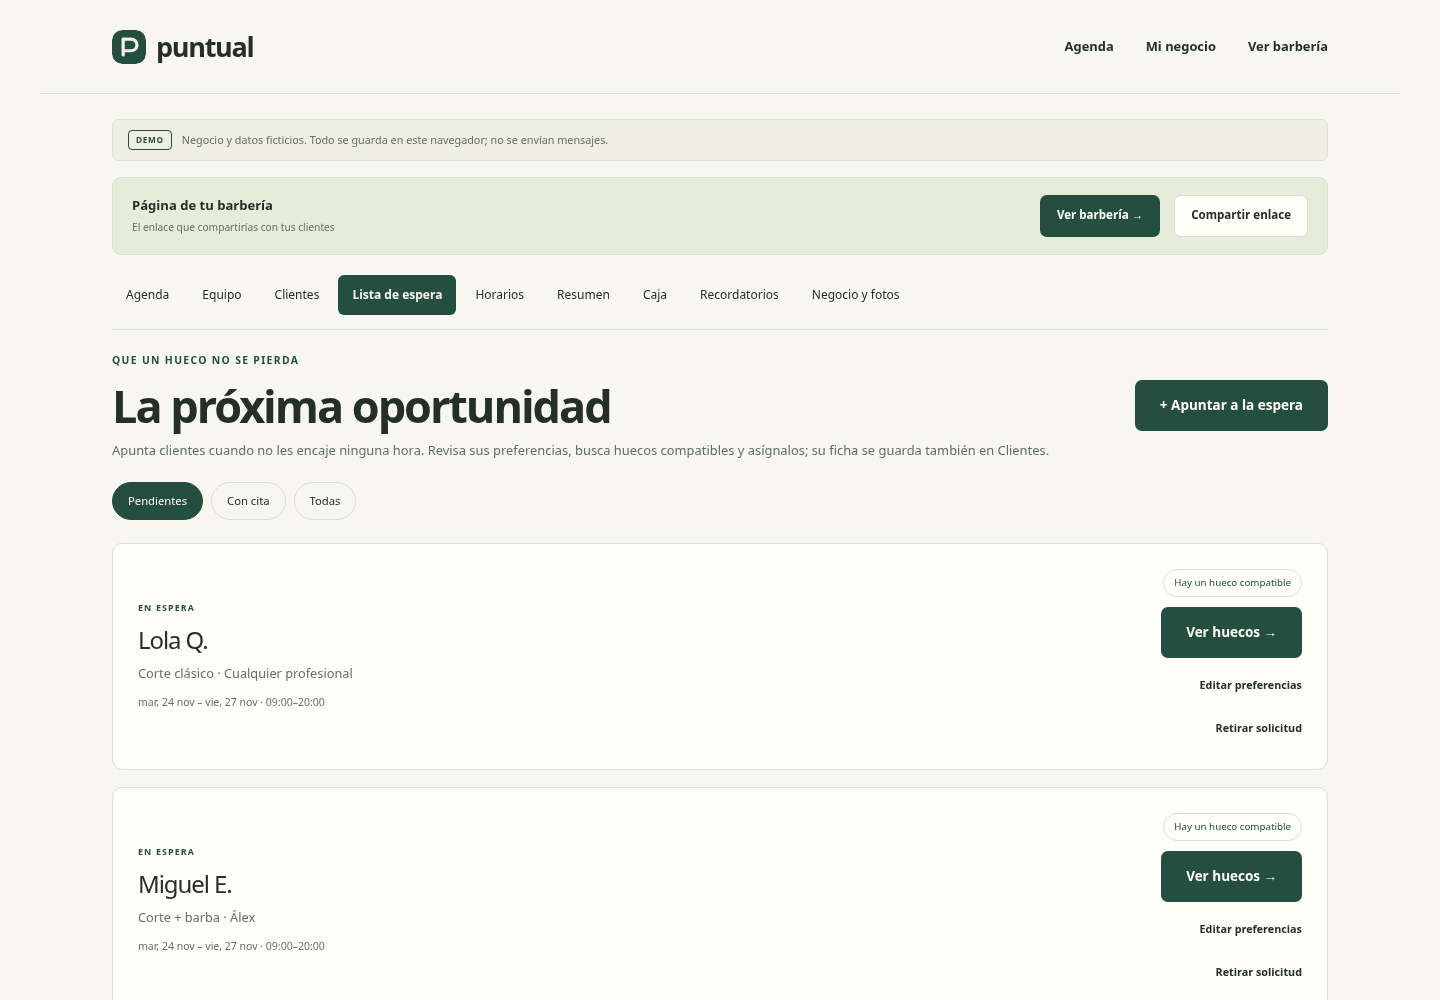 puntual
Agenda
Mi negocio
Ver barbería
DEMO
Negocio y datos ficticios. Todo se guarda en este navegador; no se envían mensajes.
Página de tu barbería
El enlace que compartirías con tus clientes
Ver barbería →
Compartir enlace
Agenda
Equipo
Clientes
Lista de espera
Horarios
Resumen
Caja
Recordatorios
Negocio y fotos
QUE UN HUECO NO SE PIERDA
La próxima oportunidad
+ Apuntar a la espera
Apunta clientes cuando no les encaje ninguna hora. Revisa sus preferencias, busca huecos compatibles y asígnalos; su ficha se guarda también en Clientes.
Pendientes
Con cita
Todas
EN ESPERA
Lola Q.
Corte clásico · Cualquier profesional
mar, 24 nov – vie, 27 nov · 09:00–20:00
Hay un hueco compatible
Ver huecos →
Editar preferencias
Retirar solicitud
EN ESPERA
Miguel E.
Corte + barba · Álex
mar, 24 nov – vie, 27 nov · 09:00–20:00
Hay un hueco compatible
Ver huecos →
Editar preferencias
Retirar solicitud